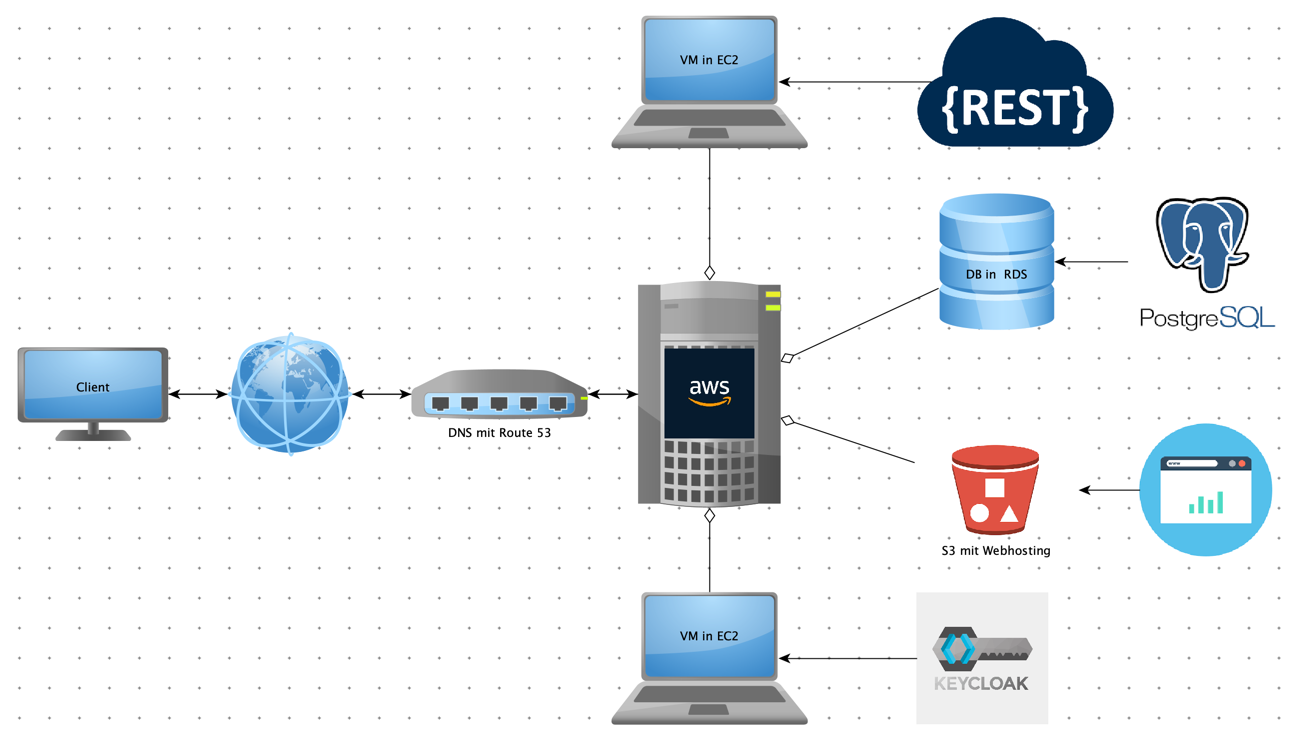 VM in EC2
{REST}
DB in RDS
PostgreSQL
Client
aws
DNS mit Route 53
www
S3 mit Webhosting
VM in EC2
KEYCLOAK